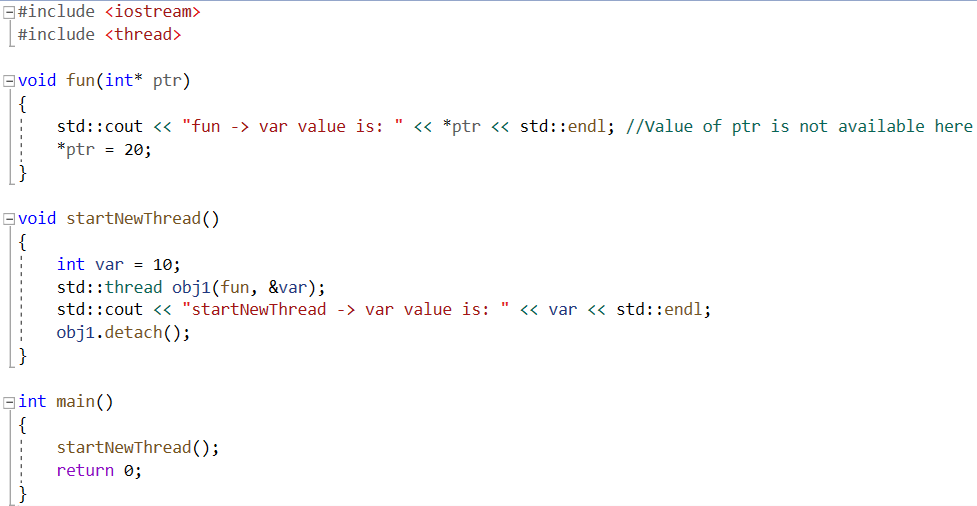 #include <iostream>
#include <thread>

void fun(int* ptr)
{
    std::cout << "fun -> var value is: " << *ptr << std::endl; //Value of ptr is not available here
    *ptr = 20;
}

void startNewThread()
{
    int var = 10;
    std::thread obj1(fun, &var);
    std::cout << "startNewThread -> var value is: " << var << std::endl;
    obj1.detach();
}

int main()
{
    startNewThread();
    return 0;
}